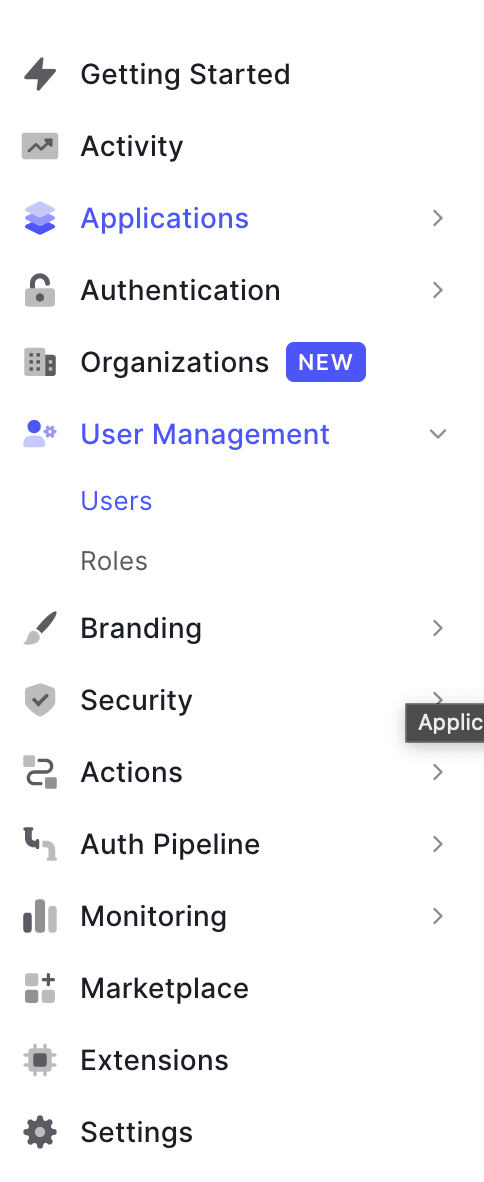 Getting Started
Activity
Applications
Authentication
Organizations NEW
User Management
Users
Roles
Branding
Security
Applic
Actions
Auth Pipeline
Monitoring
Marketplace
Extensions
Settings